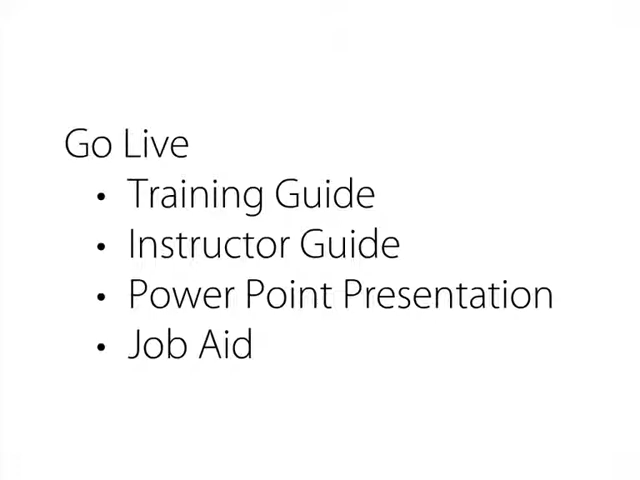 Go Live
• Training Guide
• Instructor Guide
• Power Point Presentation
• Job Aid